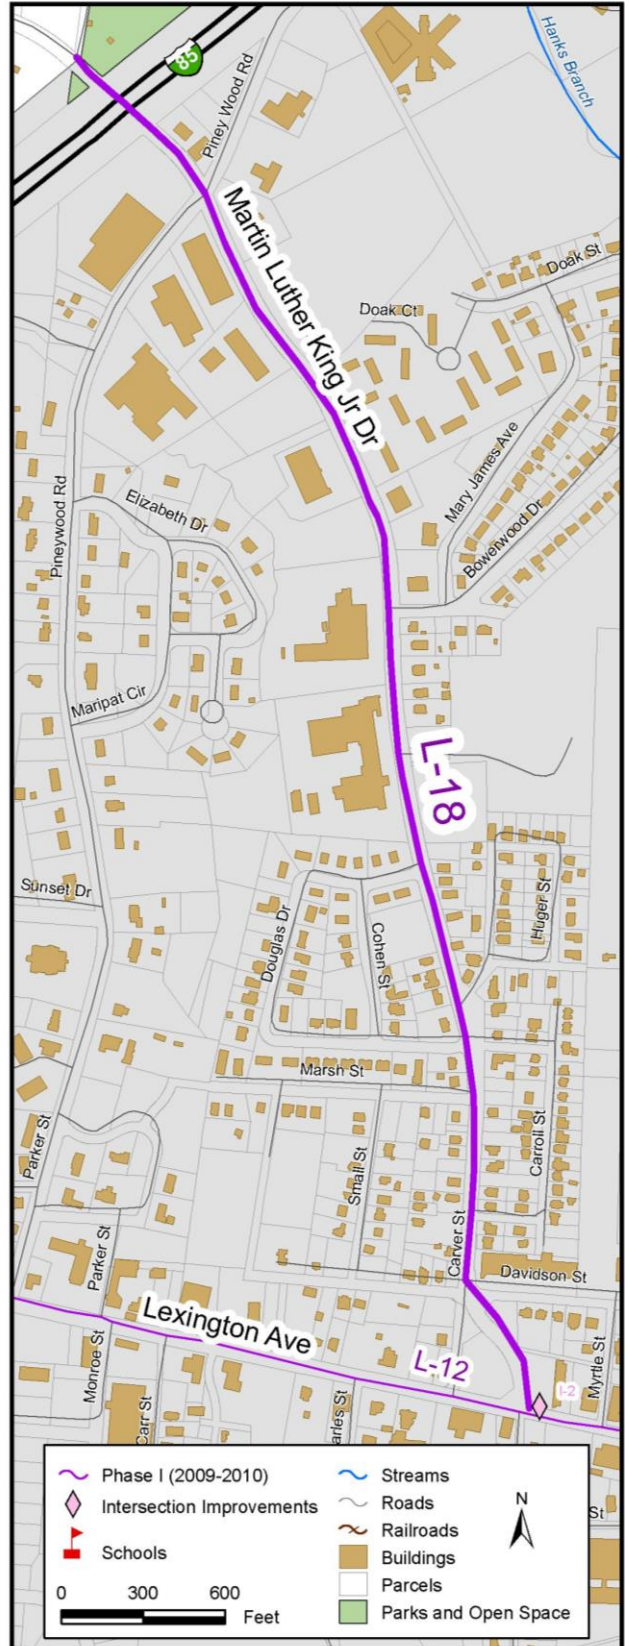 Hanks Branch
85
Piney Wood Rd
Martin Luther King Jr Dr
Doak St
Doak Ct
Mary James Ave
Pineywood Rd
Elizabeth Dr
Bowerwood Dr
Maripat Cir
L-18
Sunset Dr
Huger St
Douglas Dr
Cohen St
Marsh St
Parker St
Small St
Carroll St
Carver St
Parker St
Davidson St
Lexington Ave
L-12
Monroe St
Myrtle St
I-2
Carr St
arles St
St
Phase I (2009-2010)
Intersection Improvements
Schools
0 300 600
Feet
Streams
Roads
Railroads
Buildings
Parcels
Parks and Open Space
N